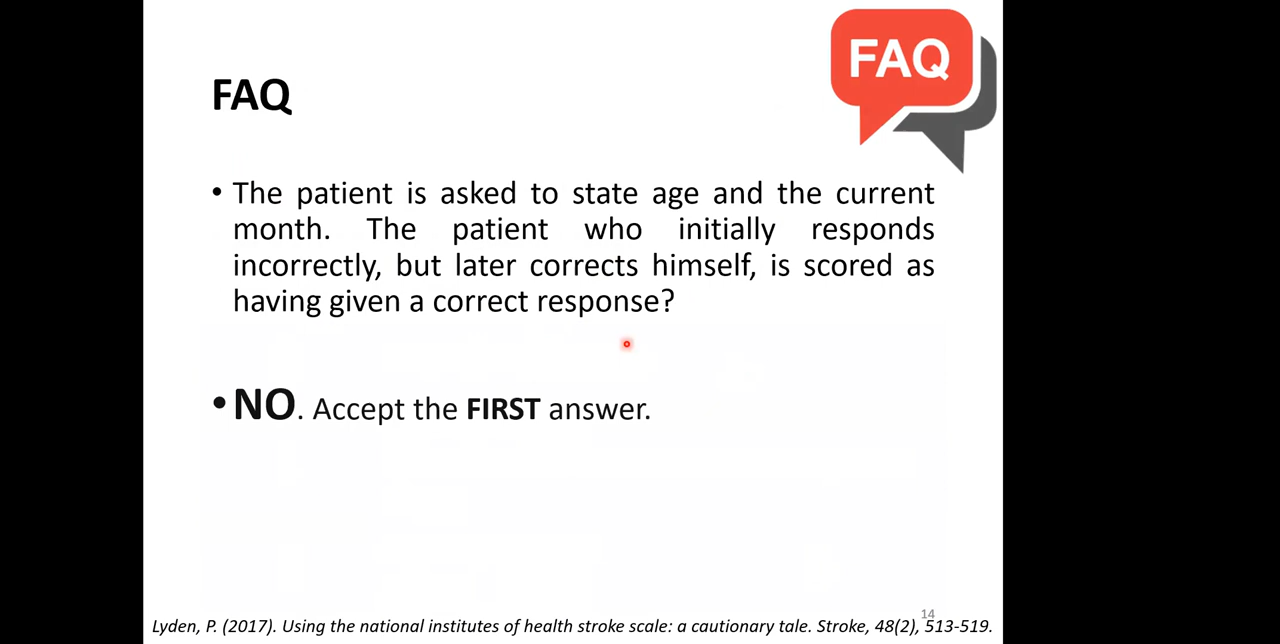 FAQ
FAQ
• The patient is asked to state age and the current
month. The patient who initially responds
incorrectly, but later corrects himself, is scored as
having given a correct response?
• NO. Accept the FIRST answer.
14
Lyden, P. (2017). Using the national institutes of health stroke scale: a cautionary tale. Stroke, 48(2), 513-519.